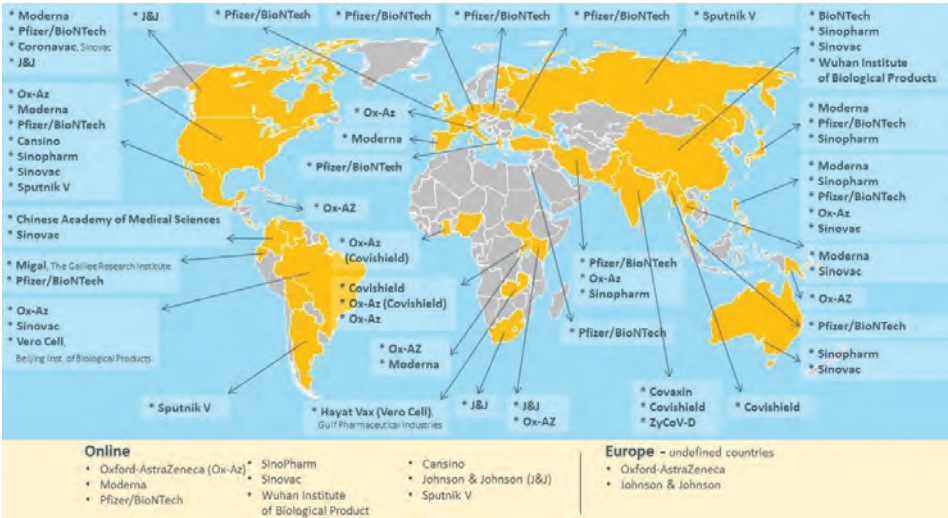 * Moderna
* Pfizer/BioNTech
* Coronavac, Sinovac
* J&J
* J&J
* Pfizer/BioNTech
* Pfizer/BioNTech
* Pfizer/BioNTech
* Pfizer/BioNTech
* Sputnik V
* BioNTech
* Sinopharm
* Sinovac
* Wuhan Institute
of Biological Products
* Ox-Az
* Moderna
* Pfizer/BioNTech
* Cansino
* Sinopharm
* Sinovac
* Sputnik V
* Ox-Az
* Moderna
* Pfizer/BioNTech
* Moderna
* Pfizer/BioNTech
* Sinopharm
* Moderna
* Sinopharm
* Pfizer/BioNTech
* Ox-Az
* Sinovac
* Ox-AZ
* Chinese Academy of Medical Sciences
* Sinovac
* Ox-Az
(Covishield)
* Migal, The Galilee Research Institute
* Pfizer/BioNTech
* Covishield
* Ox-Az (Covishield)
* Ox-Az
* Pfizer/BioNTech
* Ox-Az
* Sinopharm
* Moderna
* Sinovac
* Ox-AZ
* Ox-Az
* Sinovac
* Vero Cell,
Beijing Inst. of Biological Products
* Pfizer/BioNTech
* Pfizer/BioNTech
* Ox-AZ
* Moderna
* Sinopharm
* Sinovac
* Sputnik V
* Hayat Vax (Vero Cell),
Gulf Pharmaceutical Industries
* J&J
* J&J
* Ox-AZ
* Covaxin
* Covishield
* ZyCoV-D
* Covishield
Online
• Oxford-AstraZeneca (Ox-Az)
• Moderna
• Pfizer/BioNTech
• SinoPharm
• Sinovac
• Wuhan Institute
of Biological Product
• Cansino
• Johnson & Johnson (J&J)
• Sputnik V
Europe - undefined countries
• Oxford-AstraZeneca
• Johnson & Johnson